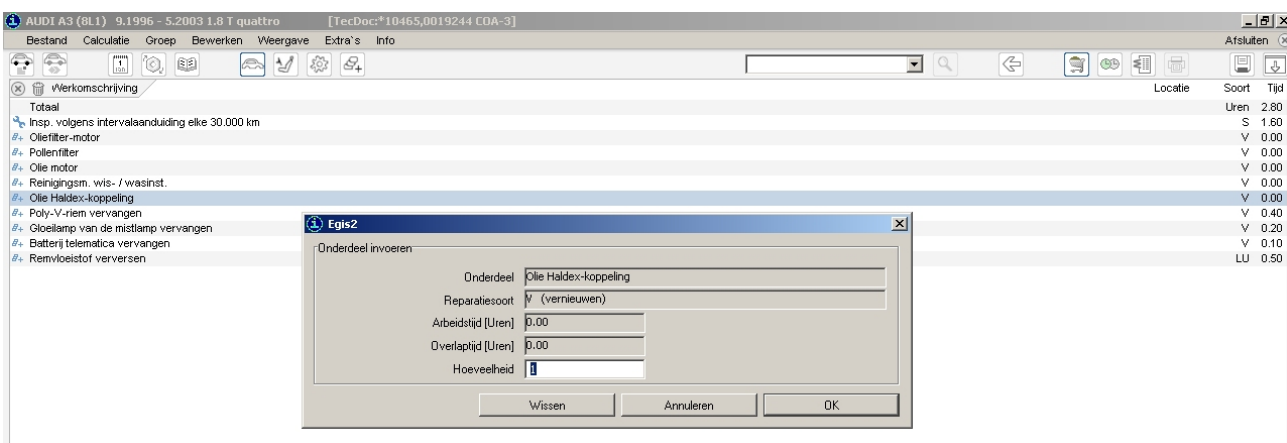 AUDI A3 (8L1) 9.1996 - 5.2003 1.8 T quattro [TecDoc:*10465,0019244 COA-3]
Bestand Calculatie Groep Bewerken Weergave Extra`s Info Afsluiten
Werkomschrijving Locatie Soort Tijd
Totaal Uren 2.80
Insp. volgens intervalaanduiding elke 30.000 km S 1.60
Oliefilter-motor V 0.00
Pollenfilter V 0.00
Olie motor V 0.00
Reinigingsm. wis- / wasinst. V 0.00
Olie Haldex-koppeling V 0.00
Poly-V-riem vervangen V 0.40
Gloeilamp van de mistlamp vervangen V 0.20
Batterij telematica vervangen V 0.10
Remvloeistof verversen LU 0.50
Egis2
Onderdeel invoeren
Onderdeel Olie Haldex-koppeling
Reparatiesoort V (vernieuwen)
Arbeidstijd [Uren] 0.00
Overlaptijd [Uren] 0.00
Hoeveelheid 1
Wissen Annuleren OK